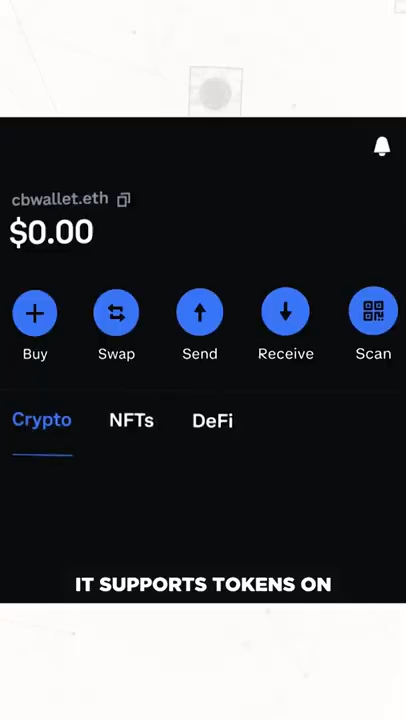 cbwallet.eth
$0.00
Buy Swap Send Receive Scan
Crypto NFTs DeFi
IT SUPPORTS TOKENS ON